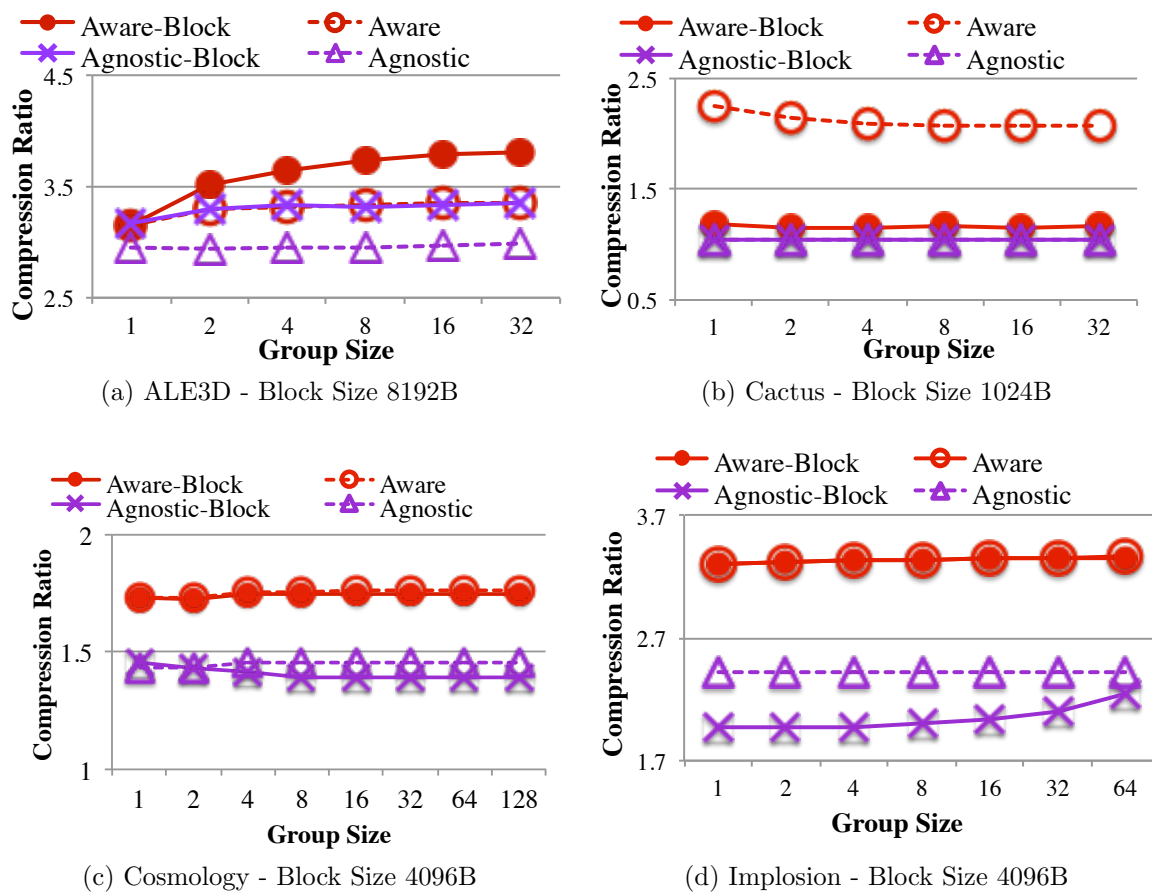 Aware-Block Aware
Agnostic-Block Agnostic
4.5
3.5
2.5
Compression Ratio
1 2 4 8 16 32
Group Size
(a) ALE3D - Block Size 8192B
Aware-Block Aware
Agnostic-Block Agnostic
2.5
1.5
0.5
Compression Ratio
1 2 4 8 16 32
Group Size
(b) Cactus - Block Size 1024B
Aware-Block Aware
Agnostic-Block Agnostic
2
1.5
1
Compression Ratio
1 2 4 8 16 32 64 128
Group Size
(c) Cosmology - Block Size 4096B
Aware-Block Aware
Agnostic-Block Agnostic
3.7
2.7
1.7
Compression Ratio
1 2 4 8 16 32 64
Group Size
(d) Implosion - Block Size 4096B